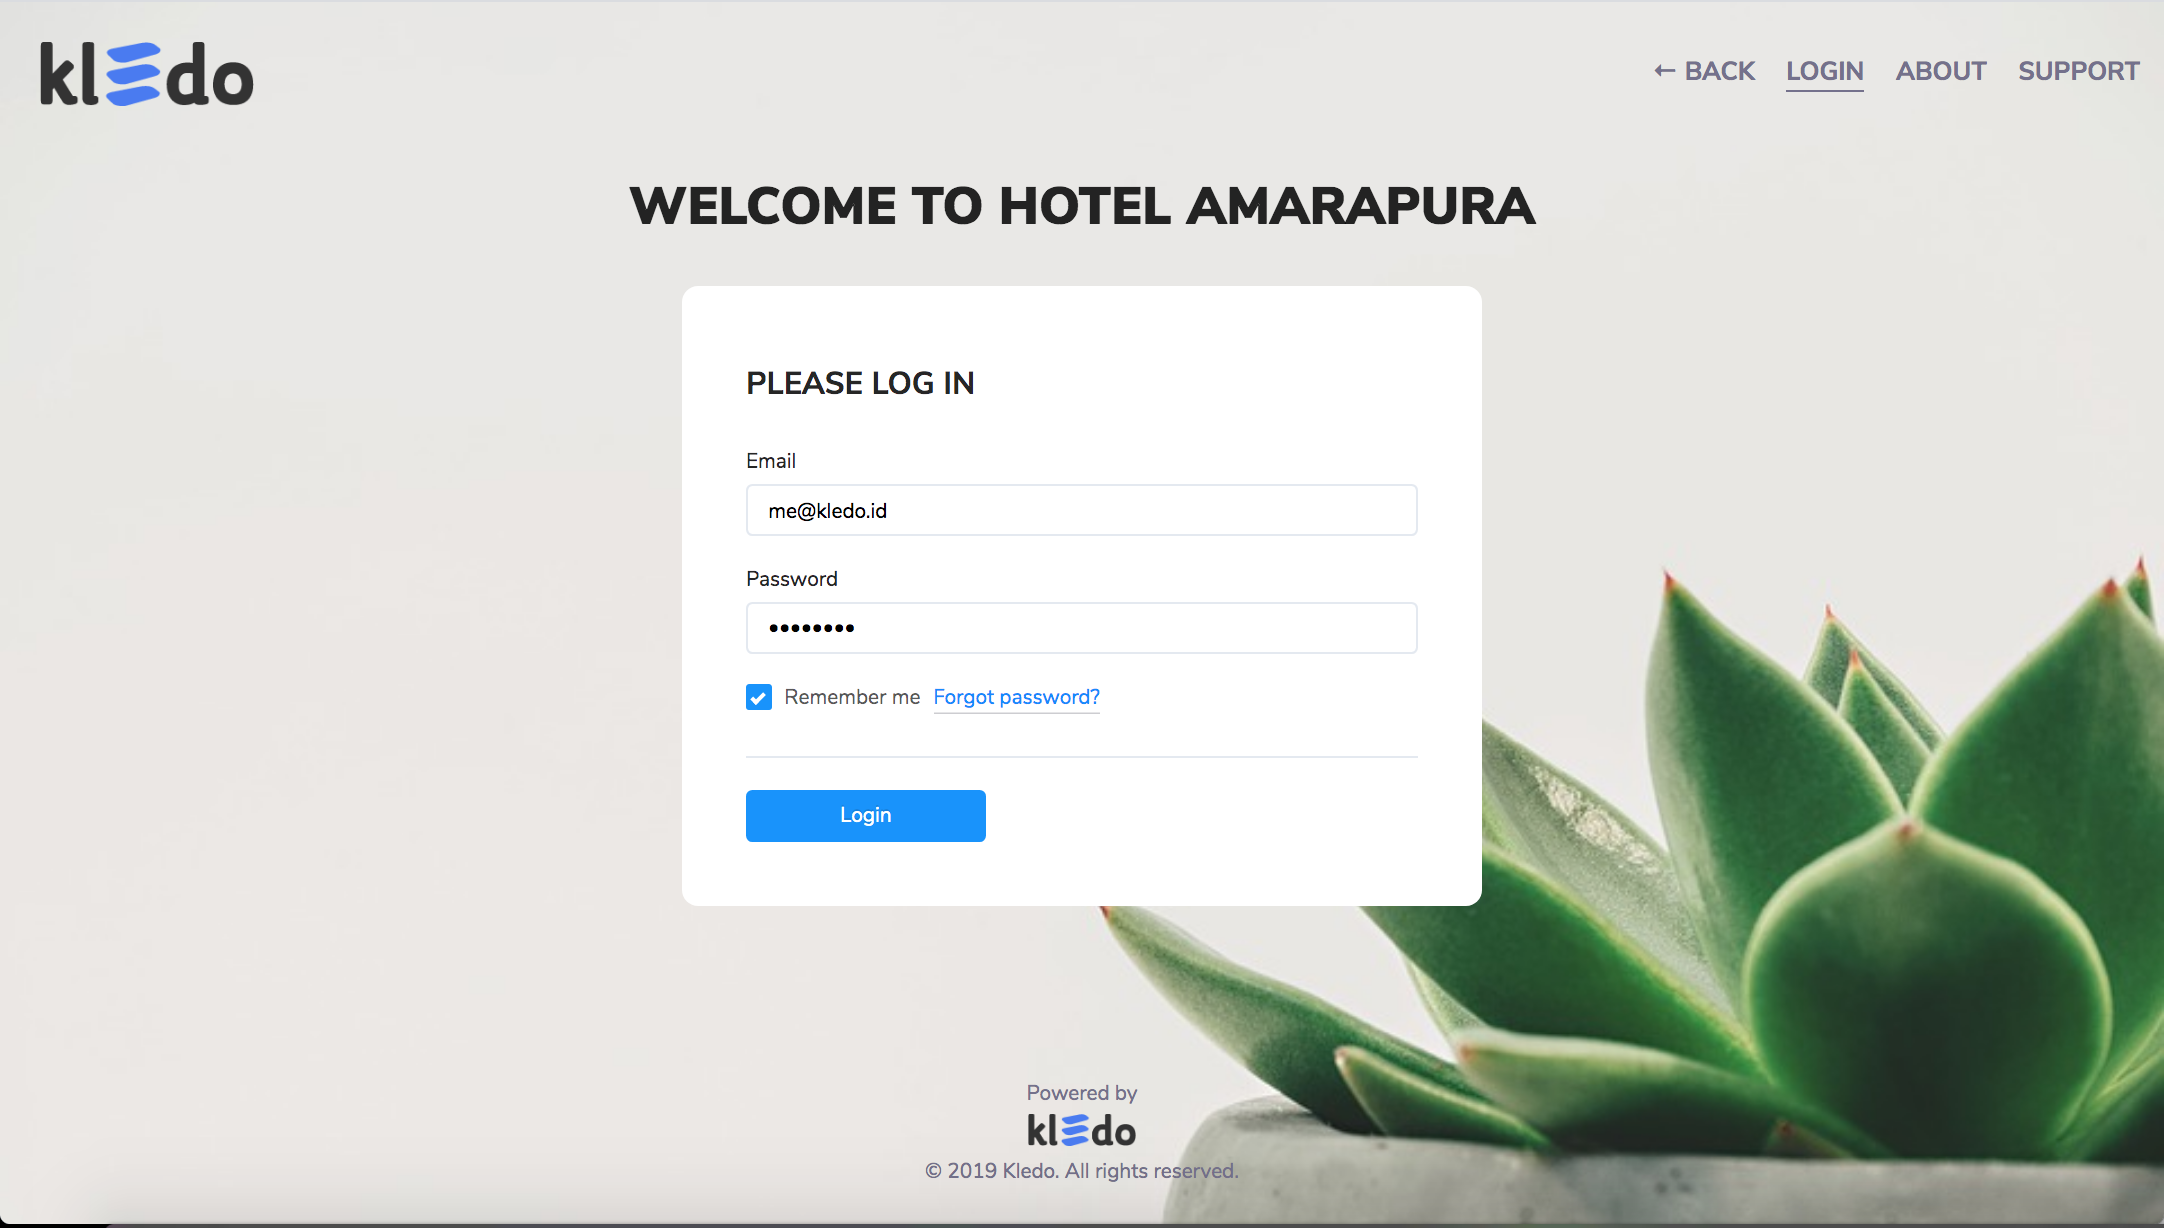 kledo
← BACK LOGIN ABOUT SUPPORT
WELCOME TO HOTEL AMARAPURA
PLEASE LOG IN
Email
me@kledo.id
Password
••••••••
Remember me Forgot password?
Login
Powered by
kledo
© 2019 Kledo. All rights reserved.